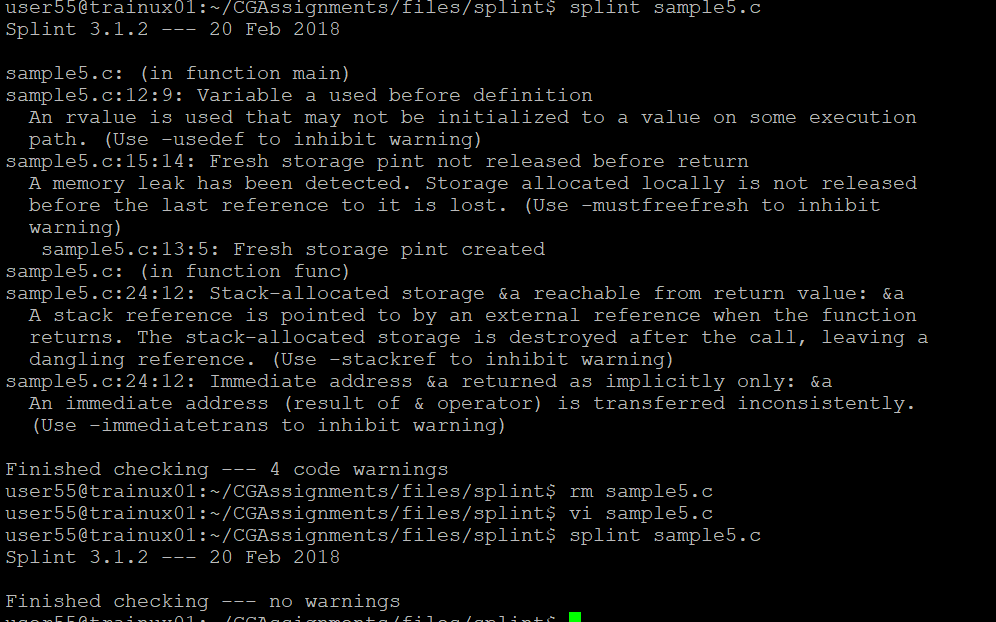 user55@trainux01:~/CGAssignments/files/splint$ splint sample5.c
Splint 3.1.2 --- 20 Feb 2018
sample5.c: (in function main)
sample5.c:12:9: Variable a used before definition
An rvalue is used that may not be initialized to a value on some execution
path. (Use -usedef to inhibit warning)
sample5.c:15:14: Fresh storage pint not released before return
A memory leak has been detected. Storage allocated locally is not released
before the last reference to it is lost. (Use -mustfreefresh to inhibit
warning)
sample5.c:13:5: Fresh storage pint created
sample5.c: (in function func)
sample5.c:24:12: Stack-allocated storage &a reachable from return value: &a
A stack reference is pointed to by an external reference when the function
returns. The stack-allocated storage is destroyed after the call, leaving a
dangling reference. (Use -stackref to inhibit warning)
sample5.c:24:12: Immediate address &a returned as implicitly only: &a
An immediate address (result of & operator) is transferred inconsistently.
(Use -immediatetrans to inhibit warning)
Finished checking --- 4 code warnings
user55@trainux01:~/CGAssignments/files/splint$ rm sample5.c
user55@trainux01:~/CGAssignments/files/splint$ vi sample5.c
user55@trainux01:~/CGAssignments/files/splint$ splint sample5.c
Splint 3.1.2 --- 20 Feb 2018
Finished checking --- no warnings
user55@trainux01:~/CGAssignments/files/splint$